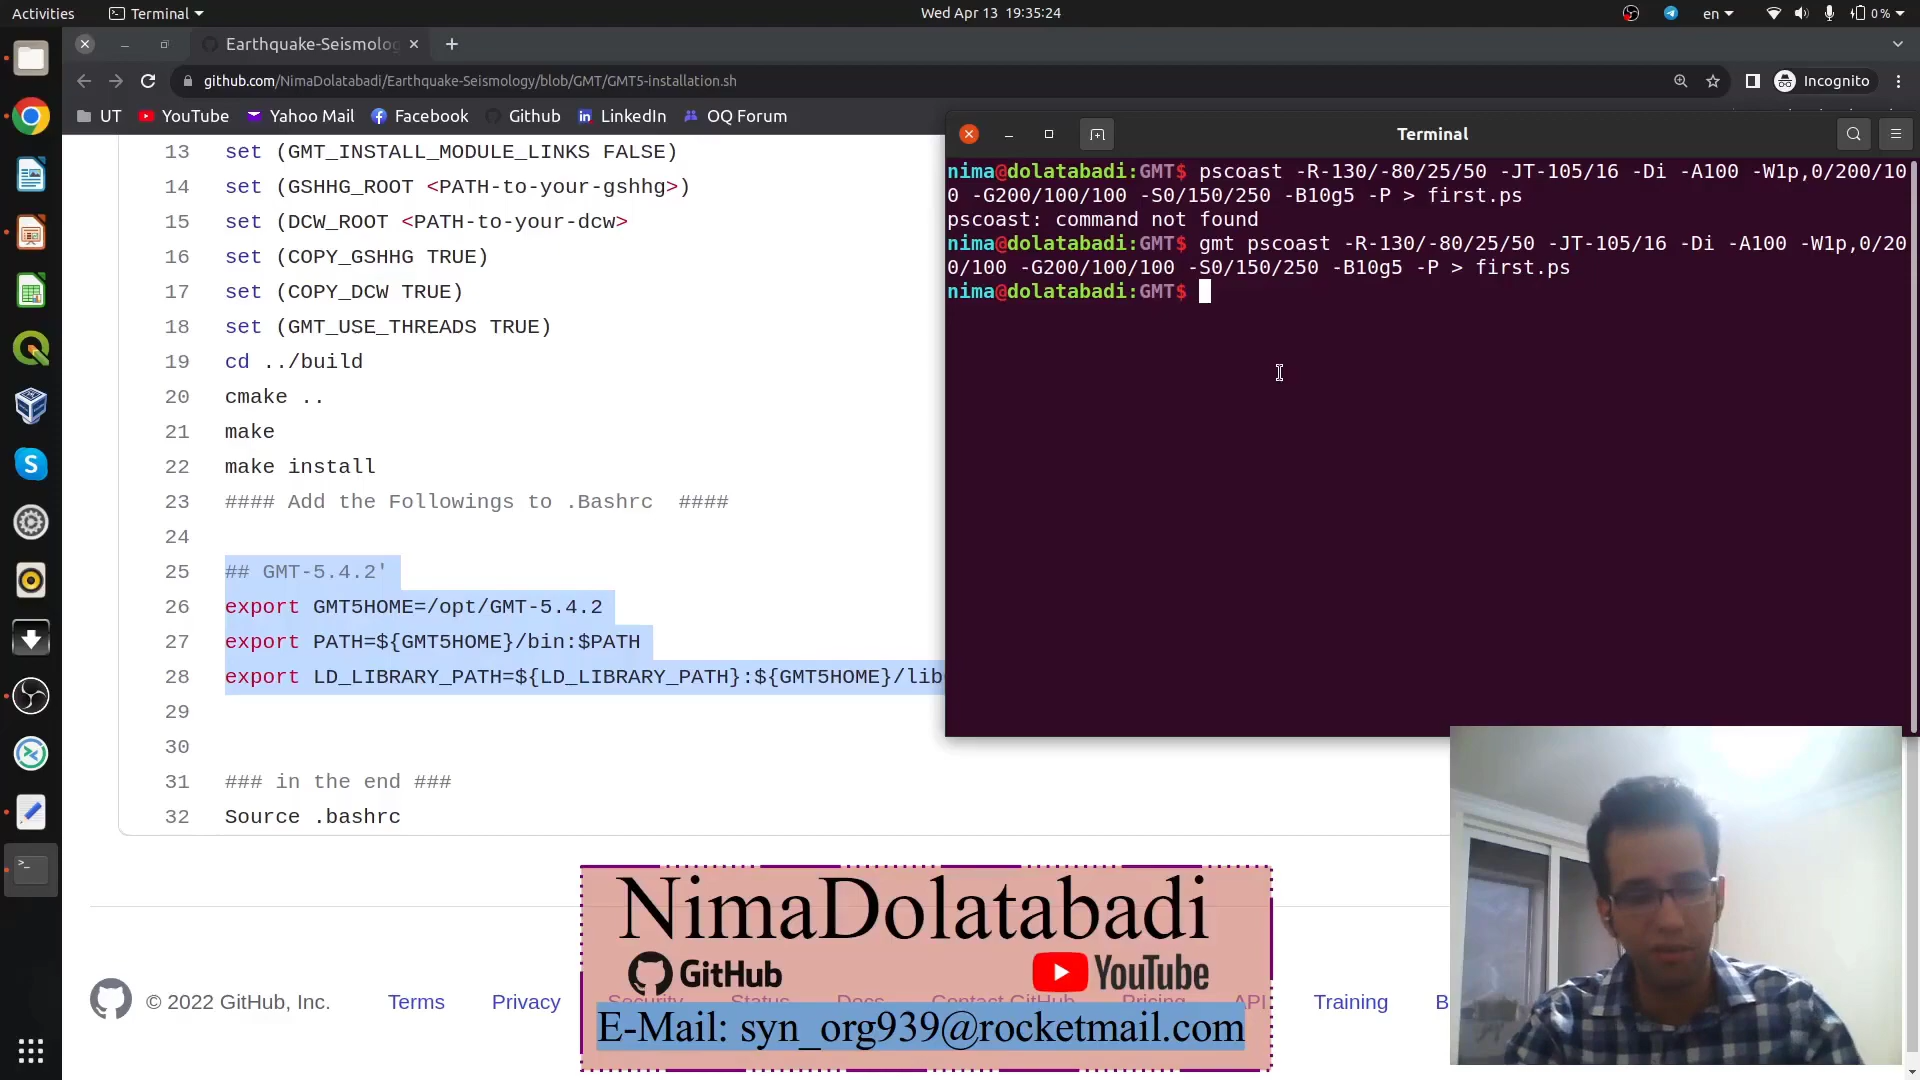 Activities
Terminal
Wed Apr 13 19:35:24
en
0 %
Earthquake-Seismolog
github.com/NimaDolatabadi/Earthquake-Seismology/blob/GMT/GMT5-installation.sh
Incognito
UT
YouTube
Yahoo Mail
Facebook
Github
LinkedIn
OQ Forum
13 set (GMT_INSTALL_MODULE_LINKS FALSE)
14 set (GSHHG_ROOT <PATH-to-your-gshhg>)
15 set (DCW_ROOT <PATH-to-your-dcw>
16 set (COPY_GSHHG TRUE)
17 set (COPY_DCW TRUE)
18 set (GMT_USE_THREADS TRUE)
19 cd ../build
20 cmake ..
21 make
22 make install
23 #### Add the Followings to .Bashrc  ####
24
25 ## GMT-5.4.2'
26 export GMT5HOME=/opt/GMT-5.4.2
27 export PATH=${GMT5HOME}/bin:$PATH
28 export LD_LIBRARY_PATH=${LD_LIBRARY_PATH}:${GMT5HOME}/lib
29
30
31 ### in the end ###
32 Source .bashrc
Terminal
nima@dolatabadi:GMT$ pscoast -R-130/-80/25/50 -JT-105/16 -Di -A100 -W1p,0/200/10
0 -G200/100/100 -S0/150/250 -B10g5 -P > first.ps
pscoast: command not found
nima@dolatabadi:GMT$ gmt pscoast -R-130/-80/25/50 -JT-105/16 -Di -A100 -W1p,0/20
0/100 -G200/100/100 -S0/150/250 -B10g5 -P > first.ps
nima@dolatabadi:GMT$
NimaDolatabadi
GitHub
YouTube
E-Mail: syn_org939@rocketmail.com
© 2022 GitHub, Inc.
Terms
Privacy
Security
Status
Docs
Contact GitHub
Pricing
API
Training
B